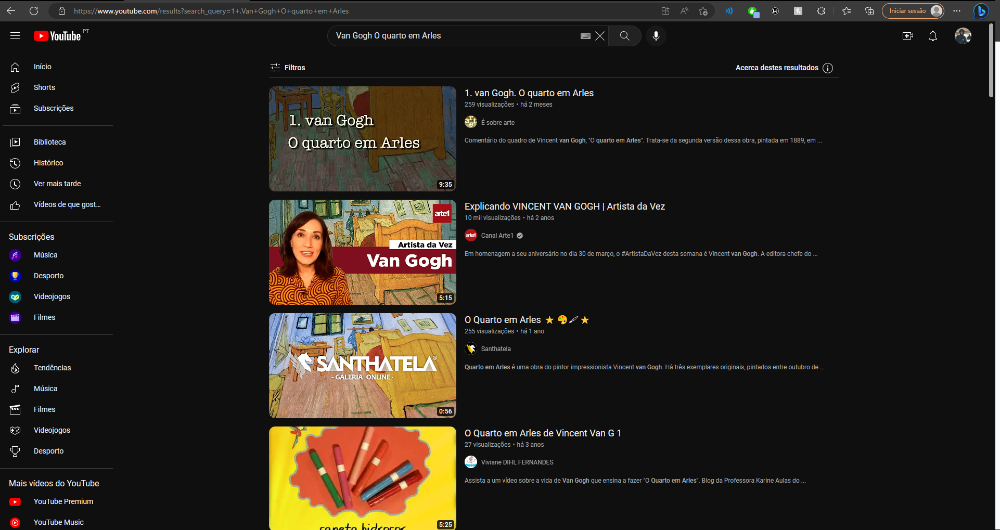 https://www.youtube.com/results?search_query=1+.Van+Gogh+O+quarto+em+Arles
Iniciar sessão
YouTube PT
Van Gogh O quarto em Arles
Início
Shorts
Subscrições
Biblioteca
Histórico
Ver mais tarde
Vídeos de que gost...
Subscrições
Música
Desporto
Videojogos
Filmes
Explorar
Tendências
Música
Filmes
Videojogos
Desporto
Mais vídeos do YouTube
YouTube Premium
YouTube Music
Filtros
Acerca destes resultados
1. van Gogh
O quarto em Arles
9:35
1. van Gogh. O quarto em Arles
259 visualizações • há 2 meses
arte
É sobre arte
Comentário do quadro de Vincent van Gogh, "O quarto em Arles". Trata-se da segunda versão dessa obra, pintada em 1889, em ...
arte1
Artista da Vez
Van Gogh
5:15
Explicando VINCENT VAN GOGH | Artista da Vez
10 mil visualizações • há 2 anos
arte1
Canal Arte1
Em homenagem a seu aniversário no dia 30 de março, o #ArtistaDaVez desta semana é Vincent van Gogh. A editora-chefe do ...
SANTHATELA®
- GALERIA ONLINE -
0:56
O Quarto em Arles ⭐ 🎨🖌️⭐
255 visualizações • há 1 ano
Santhatela
Quarto em Arles é uma obra do pintor impressionista Vincent van Gogh. Há três exemplares originais, pintados entre outubro de ...
caneta hidrocor
5:25
O Quarto em Arles de Vincent Van G 1
27 visualizações • há 3 anos
Viviane DIHL FERNANDES
Assista a um vídeo sobre a vida de Van Gogh que ensina a fazer "O Quarto em Arles". Blog da Professora Karine Aulas do ...